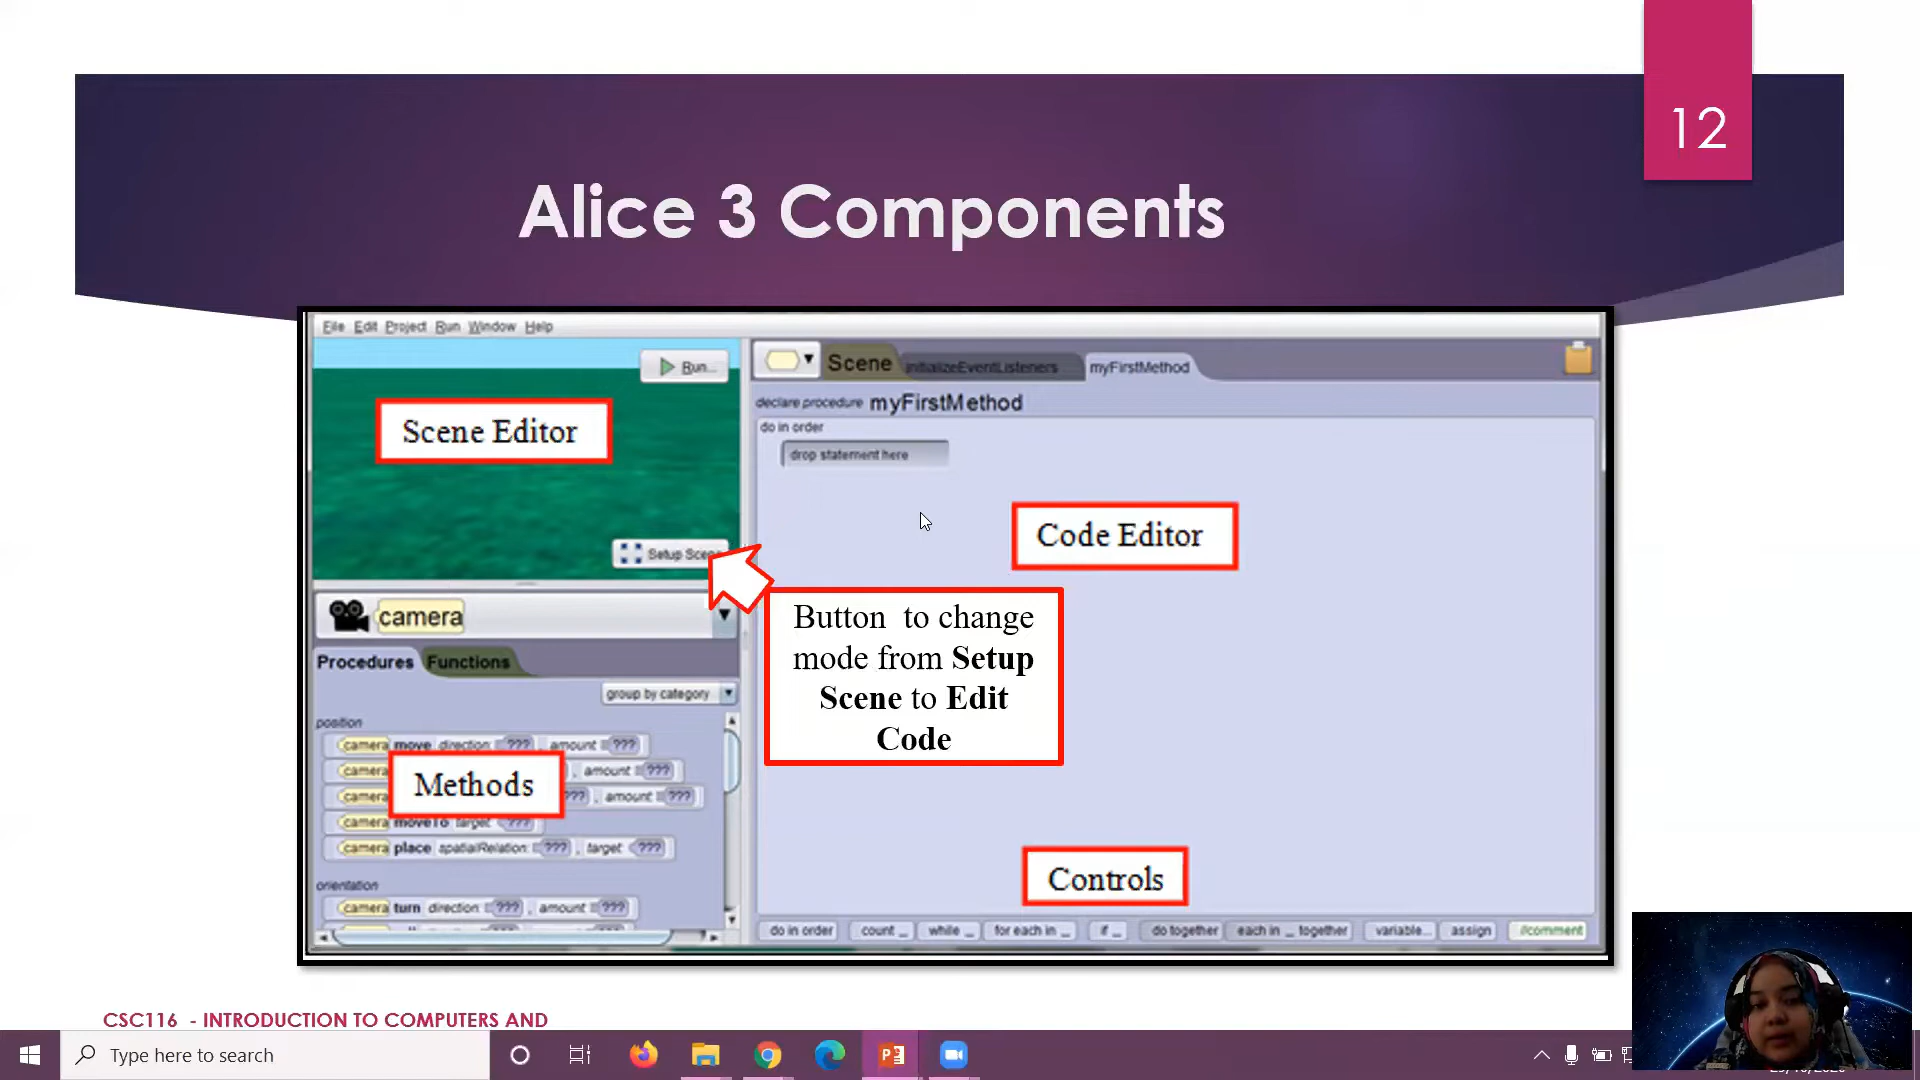 12
Alice 3 Components
File Edit Project Run Window Help
Run...
Scene Editor
Setup Scene
camera
Procedures Functions
group by category
position
camera move direction: ??? , amount ???
camera , amount ???
camera ??? , amount ???
camera moveTo target ???
camera place spatialRelation: ??? , target ???
Methods
orientation
camera turn direction: ??? , amount ???
Scene initializeEventListeners myFirstMethod
declare procedure myFirstMethod
do in order
drop statement here
Code Editor
Button to change
mode from Setup
Scene to Edit
Code
Controls
do in order count _ while _ for each in _ if _ do together each in _ together variable... assign //comment
CSC116 - INTRODUCTION TO COMPUTERS AND
Type here to search